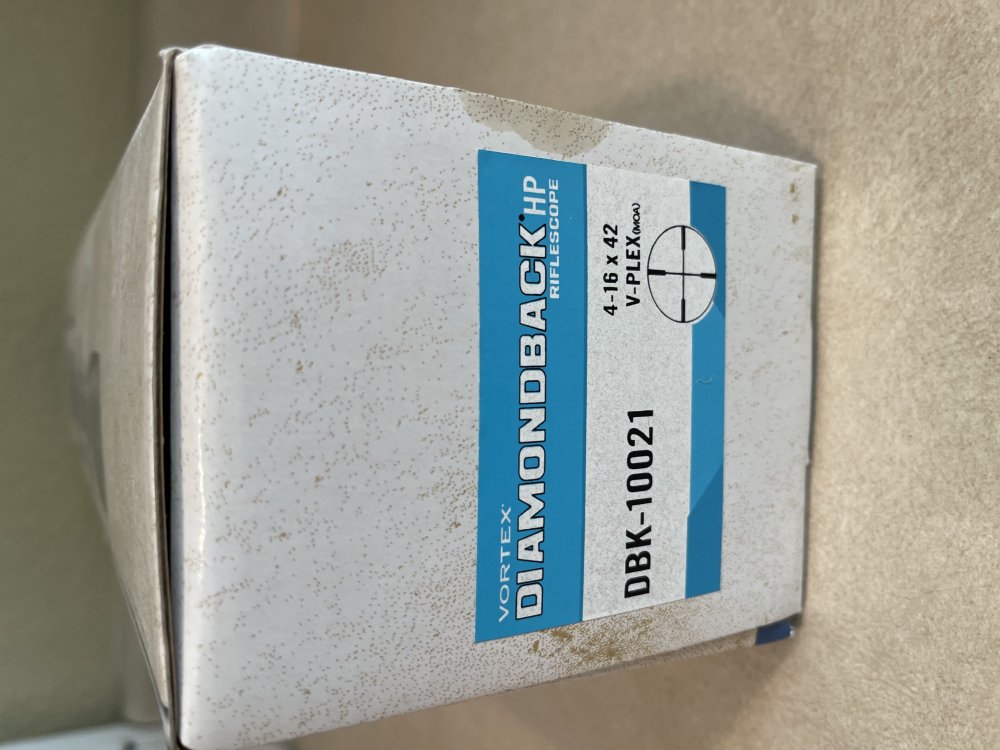 VORTEX
DIAMONDBACK HP
RIFLESCOPE
4-16 x 42
V-PLEX (MOA)
DBK-10021